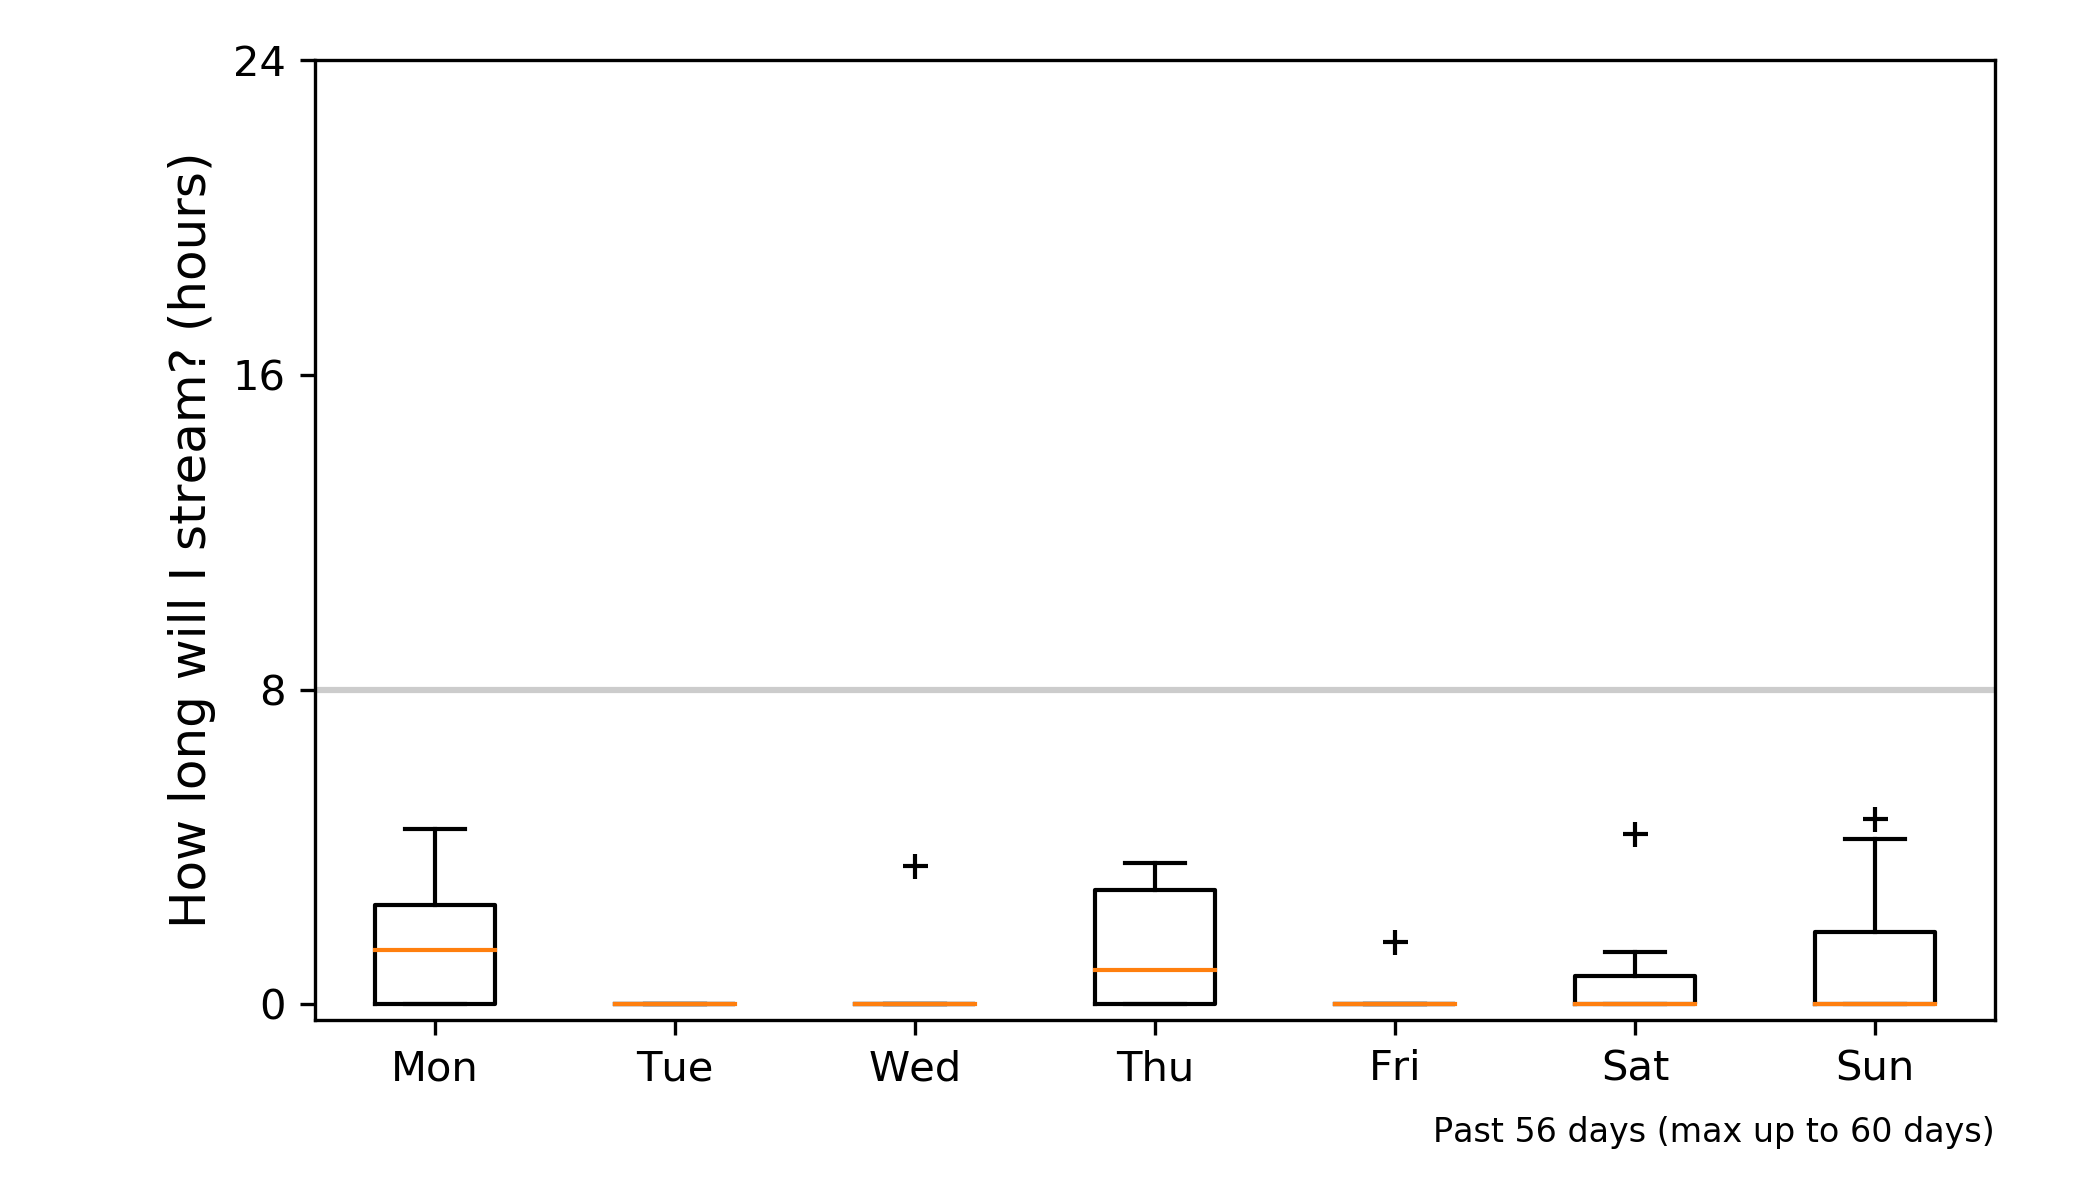 How long will I stream? (hours)
24
16
8
0
Mon Tue Wed Thu Fri Sat Sun
Past 56 days (max up to 60 days)